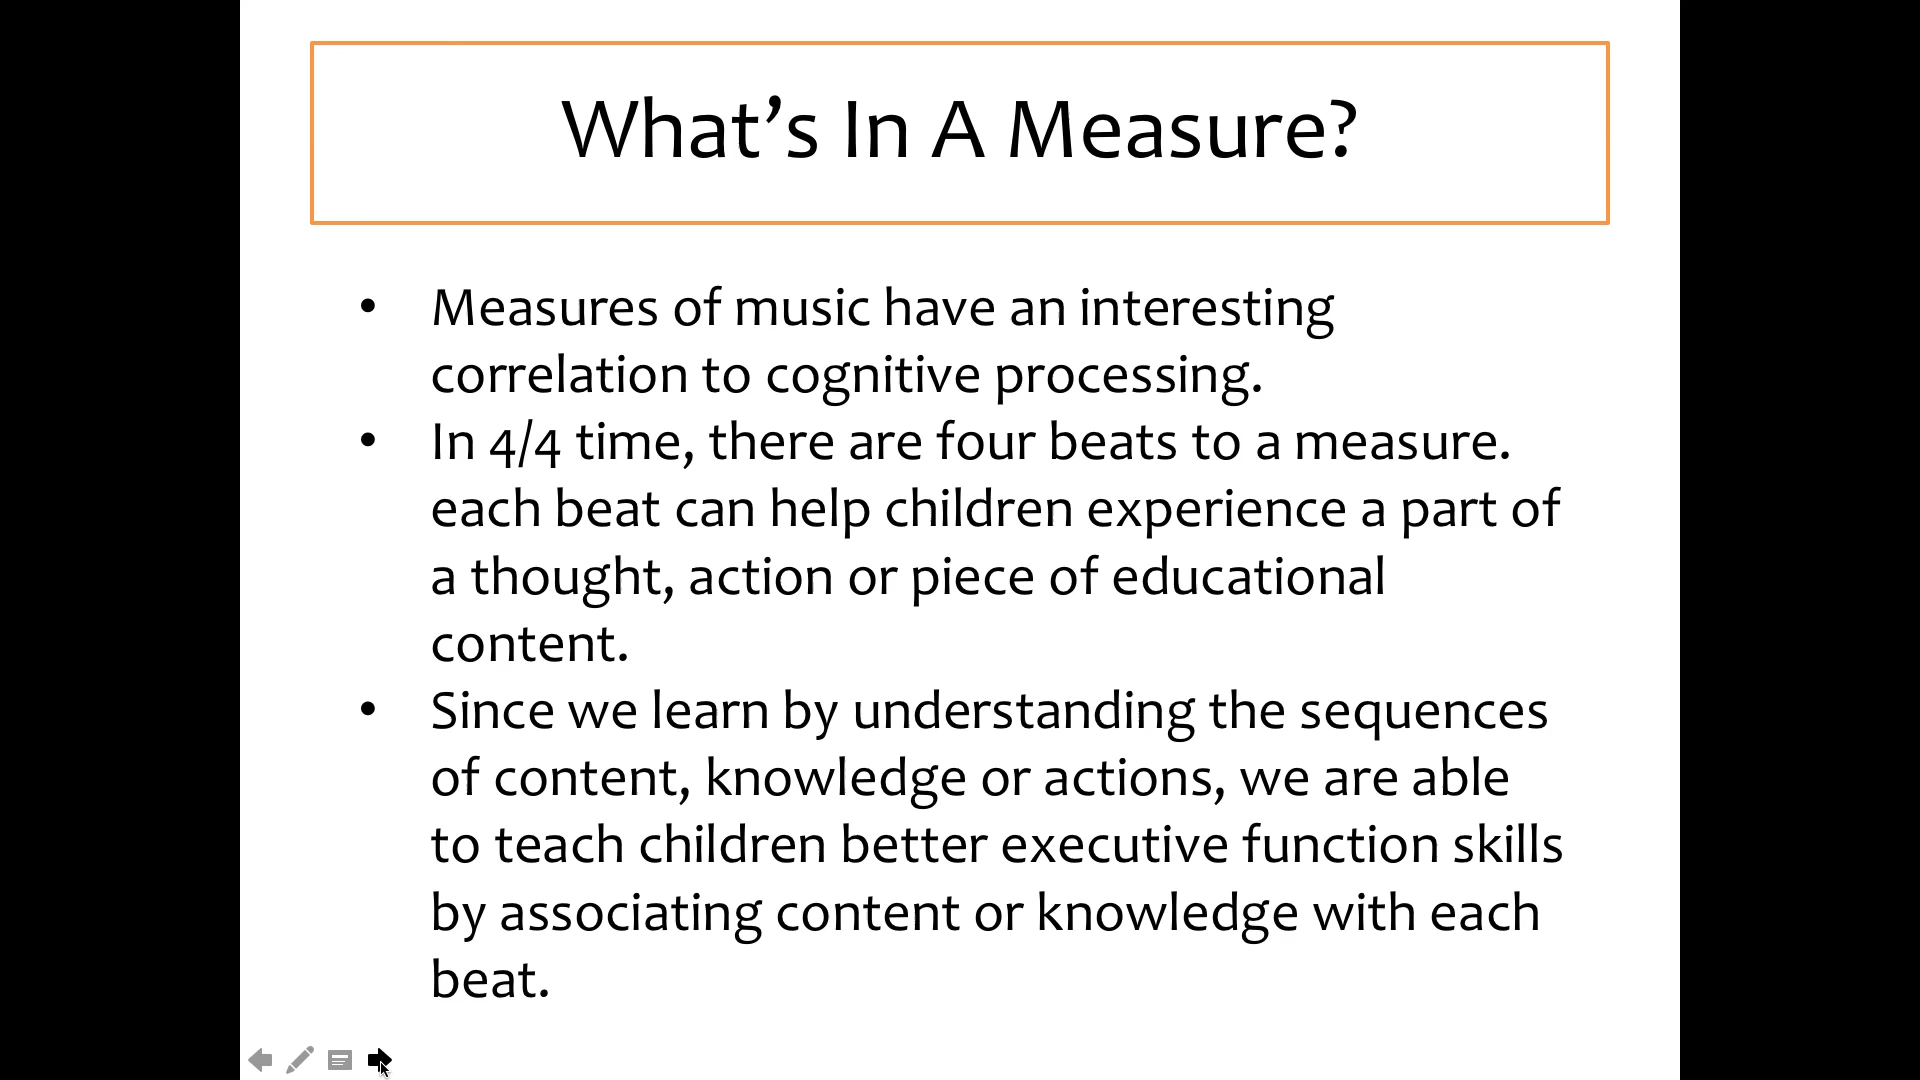 What’s In A Measure?
• Measures of music have an interesting
correlation to cognitive processing.
• In 4/4 time, there are four beats to a measure.
each beat can help children experience a part of
a thought, action or piece of educational
content.
• Since we learn by understanding the sequences
of content, knowledge or actions, we are able
to teach children better executive function skills
by associating content or knowledge with each
beat.